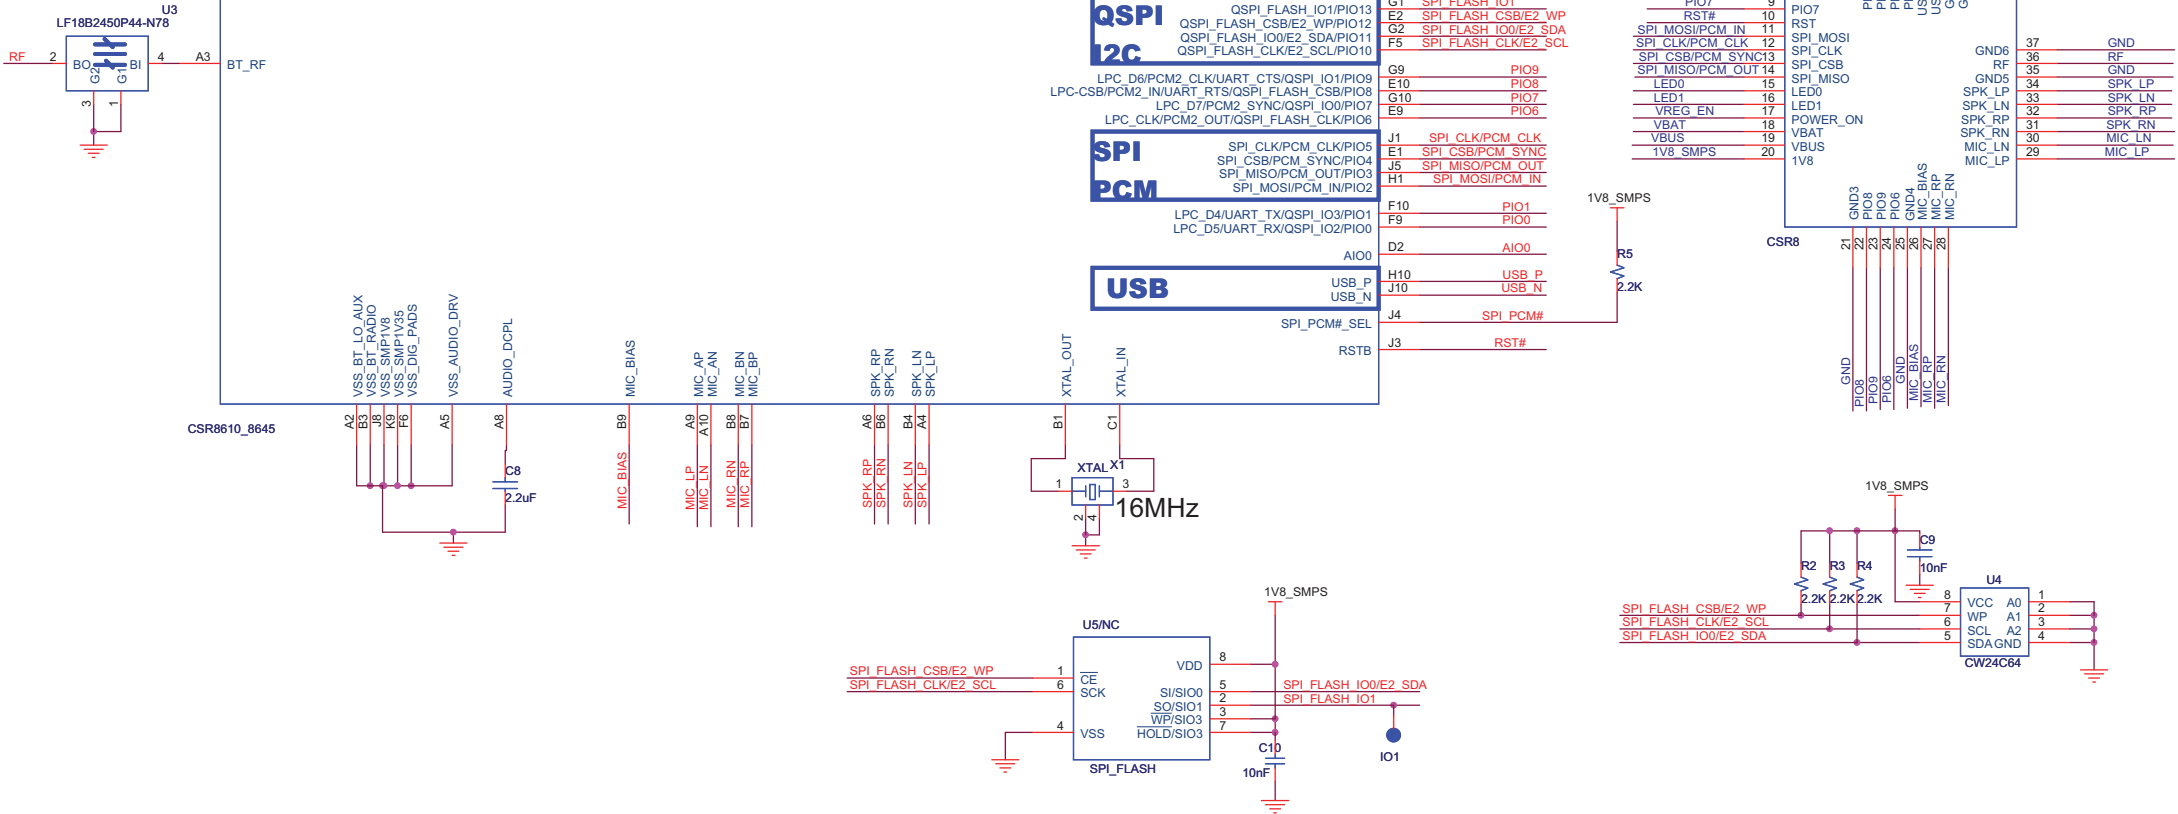 U3
LF18B2450P44-N78
RF 2 BO G2 G1 BI 4 A3 BT_RF
3 1
QSPI
I2C
QSPI_FLASH_IO1/PIO13 G1 SPI_FLASH_IO1
QSPI_FLASH_CSB/E2_WP/PIO12 E2 SPI_FLASH_CSB/E2_WP
QSPI_FLASH_IO0/E2_SDA/PIO11 G2 SPI_FLASH_IO0/E2_SDA
QSPI_FLASH_CLK/E2_SCL/PIO10 F5 SPI_FLASH_CLK/E2_SCL
LPC_D6/PCM2_CLK/UART_CTS/QSPI_IO1/PIO9 G9 PIO9
LPC-CSB/PCM2_IN/UART_RTS/QSPI_FLASH_CSB/PIO8 E10 PIO8
LPC_D7/PCM2_SYNC/QSPI_IO0/PIO7 G10 PIO7
LPC_CLK/PCM2_OUT/QSPI_FLASH_CLK/PIO6 E9 PIO6
SPI
PCM
SPI_CLK/PCM_CLK/PIO5 J1 SPI_CLK/PCM_CLK
SPI_CSB/PCM_SYNC/PIO4 E1 SPI_CSB/PCM_SYNC
SPI_MISO/PCM_OUT/PIO3 J5 SPI_MISO/PCM_OUT
SPI_MOSI/PCM_IN/PIO2 H1 SPI_MOSI/PCM_IN
LPC_D4/UART_TX/QSPI_IO3/PIO1 F10 PIO1
LPC_D5/UART_RX/QSPI_IO2/PIO0 F9 PIO0
AIO0 D2 AIO0
USB
USB_P H10 USB_P
USB_N J10 USB_N
SPI_PCM#_SEL J4 SPI_PCM#
RSTB J3 RST#
1V8_SMPS
R5
2.2K
PIO7 9 PIO7
RST# 10 RST
SPI_MOSI/PCM_IN 11 SPI_MOSI
SPI_CLK/PCM_CLK 12 SPI_CLK
SPI_CSB/PCM_SYNC 13 SPI_CSB
SPI_MISO/PCM_OUT 14 SPI_MISO
LED0 15 LED0
LED1 16 LED1
VREG_EN 17 POWER_ON
VBAT 18 VBAT
VBUS 19 VBUS
1V8_SMPS 20 1V8
GND6 37 GND
RF 36 RF
GND5 35 GND
SPK_LP 34 SPK_LP
SPK_LN 33 SPK_LN
SPK_RP 32 SPK_RP
SPK_RN 31 SPK_RN
MIC_LN 30 MIC_LN
MIC_LP 29 MIC_LP
GND3 PIO8 PIO9 PIO6 GND4 MIC_BIAS MIC_RP MIC_RN
CSR8
21 22 23 24 25 26 27 28
GND PIO8 PIO9 PIO6 GND MIC_BIAS MIC_RP MIC_RN
VSS_BT_LO_AUX VSS_BT_RADIO VSS_SMP1V8 VSS_SMP1V35 VSS_DIG_PADS VSS_AUDIO_DRV AUDIO_DCPL MIC_BIAS MIC_AP MIC_AN MIC_BN MIC_BP SPK_RP SPK_RN SPK_LN SPK_LP XTAL_OUT XTAL_IN
CSR8610_8645
A2 B3 J8 K9 F6 A5 A8 B9 A9 A10 B8 B7 A6 B6 B4 A4 B1 C1
C8
2.2uF
MIC_BIAS MIC_LP MIC_LN MIC_RN MIC_RP SPK_RP SPK_RN SPK_LN SPK_LP
XTAL X1
1 3
16MHz
2 4
1V8_SMPS
U5/NC
SPI_FLASH_CSB/E2_WP 1 CE
SPI_FLASH_CLK/E2_SCL 6 SCK
4 VSS
VDD 8
SI/SIO0 5 SPI_FLASH_IO0/E2_SDA
SO/SIO1 2 SPI_FLASH_IO1
WP/SIO3 3
HOLD/SIO3 7
SPI_FLASH
C10
10nF
IO1
1V8_SMPS
R2 R3 R4
2.2K 2.2K 2.2K
C9
10nF
U4
SPI_FLASH_CSB/E2_WP
SPI_FLASH_CLK/E2_SCL
SPI_FLASH_IO0/E2_SDA
8 VCC A0 1
7 WP A1 2
6 SCL A2 3
5 SDA GND 4
CW24C64